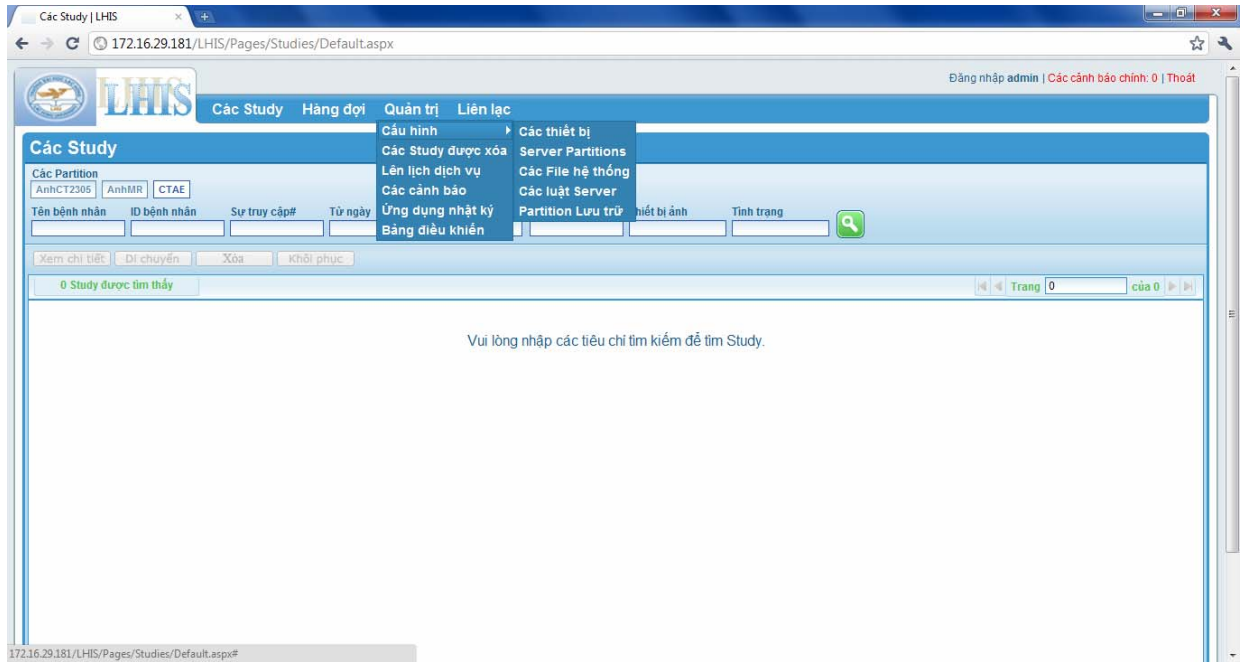 Các Study | LHIS
172.16.29.181/LHIS/Pages/Studies/Default.aspx
Đăng nhập admin | Các cảnh báo chính: 0 | Thoát
LHIS
Các Study Hàng đợi Quản trị Liên lạc
Cấu hình
Các Study được xóa
Lên lịch dịch vụ
Các cảnh báo
Ứng dụng nhật ký
Bảng điều khiển
Các thiết bị
Server Partitions
Các File hệ thống
Các luật Server
Partition Lưu trữ
Các Study
Các Partition
AnhCT2305 AnhMR CTAE
Tên bệnh nhân ID bệnh nhân Sự truy cập# Từ ngày hiết bị ảnh Tình trạng
Xem chi tiết Di chuyển Xóa Khôi phục
0 Study được tìm thấy
Trang 0 của 0
Vui lòng nhập các tiêu chí tìm kiếm để tìm Study.
172.16.29.181/LHIS/Pages/Studies/Default.aspx#